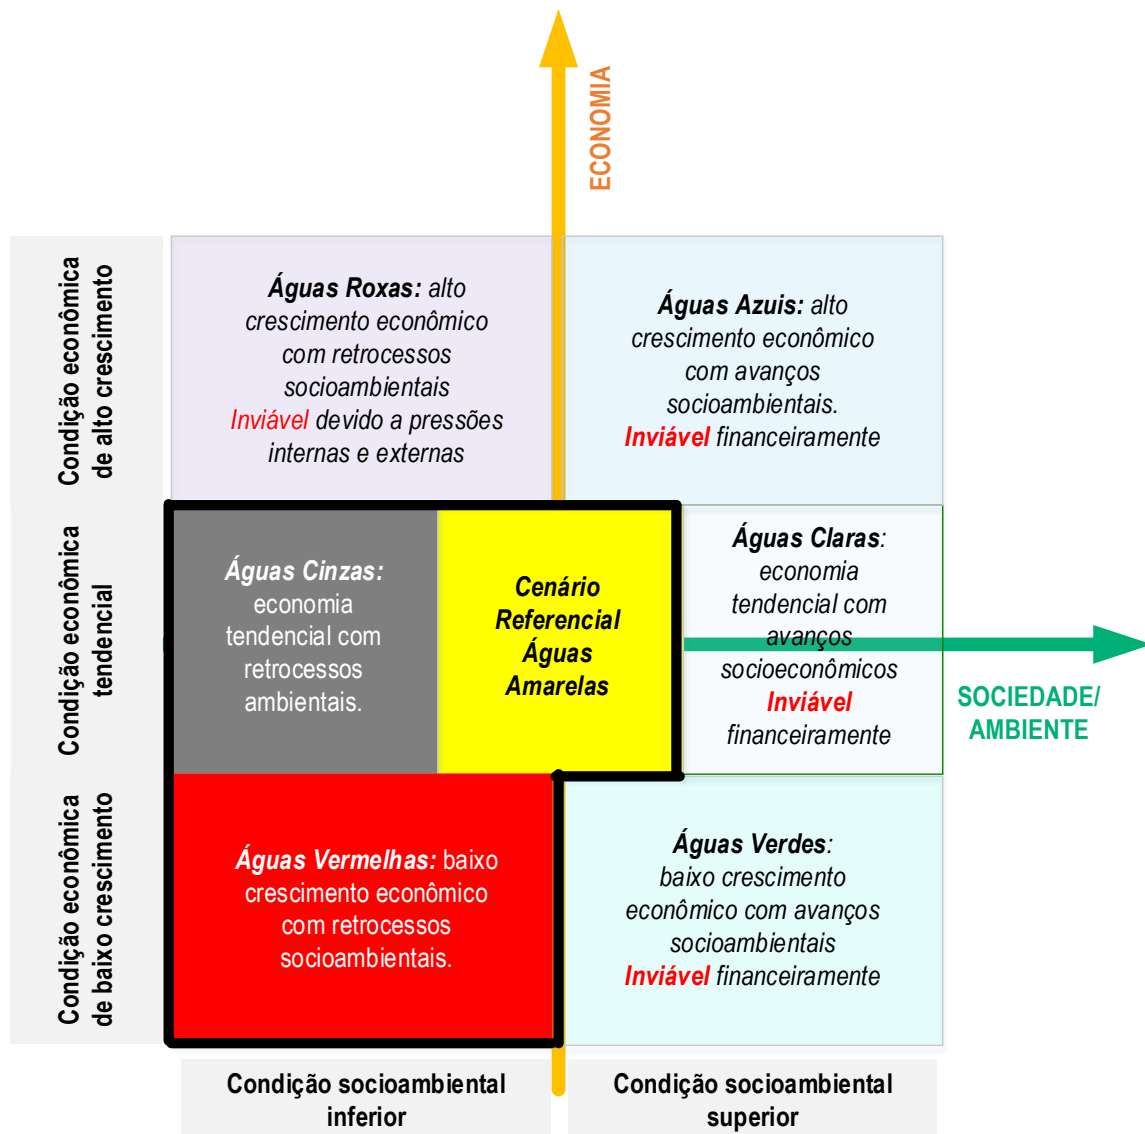 ECONOMIA
Condição econômica
de alto crescimento
Águas Roxas: alto
crescimento econômico
com retrocessos
socioambientais
Inviável devido a pressões
internas e externas
Águas Azuis: alto
crescimento econômico
com avanços
socioambientais.
Inviável financeiramente
Condição econômica
tendencial
Águas Cinzas:
economia
tendencial com
retrocessos
ambientais.
Cenário
Referencial
Águas
Amarelas
Águas Claras:
economia
tendencial com
avanços
socioeconômicos
Inviável
financeiramente
SOCIEDADE/
AMBIENTE
Condição econômica
de baixo crescimento
Águas Vermelhas: baixo
crescimento econômico
com retrocessos
socioambientais.
Águas Verdes:
baixo crescimento
econômico com avanços
socioambientais
Inviável financeiramente
Condição socioambiental
inferior
Condição socioambiental
superior